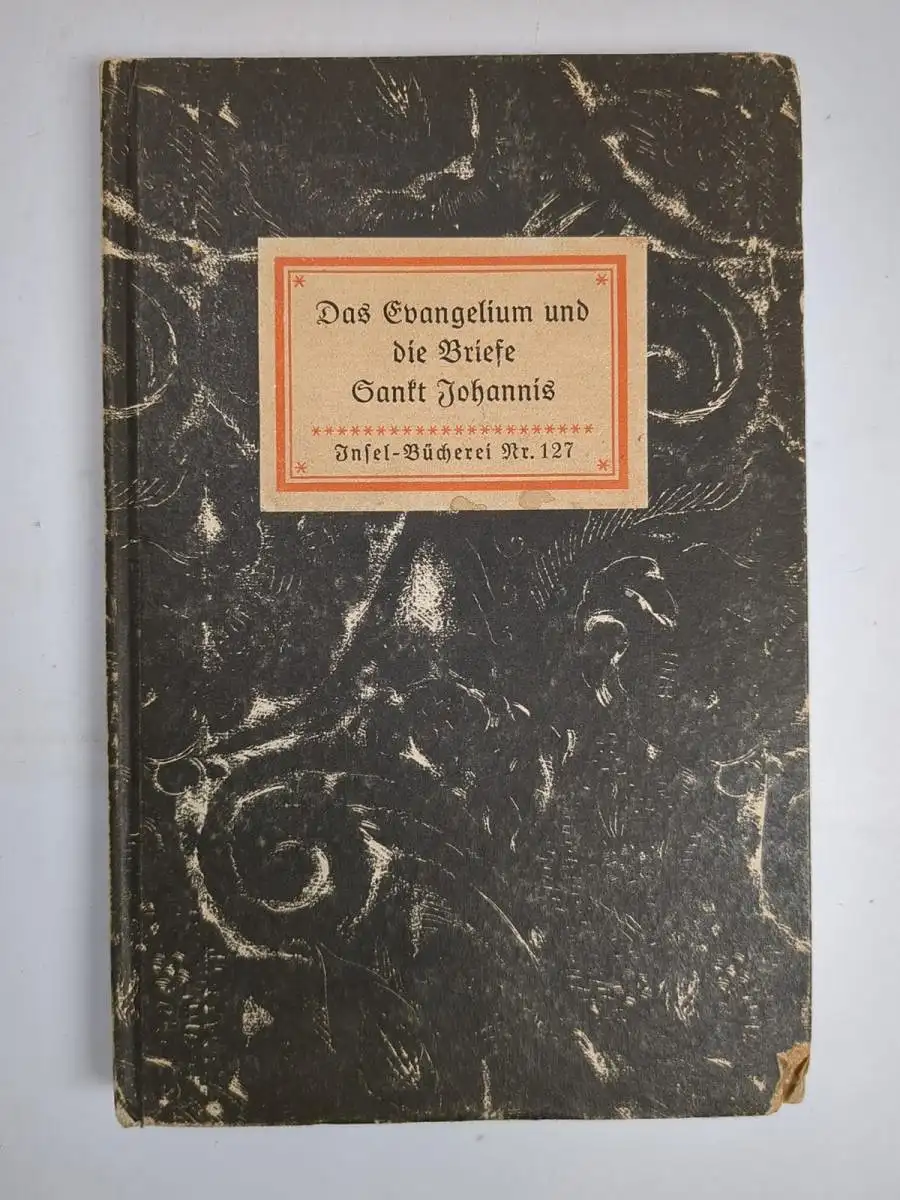 Das Evangelium und
die Briefe
Sankt Johannis
Insel-Bücherei Nr. 127